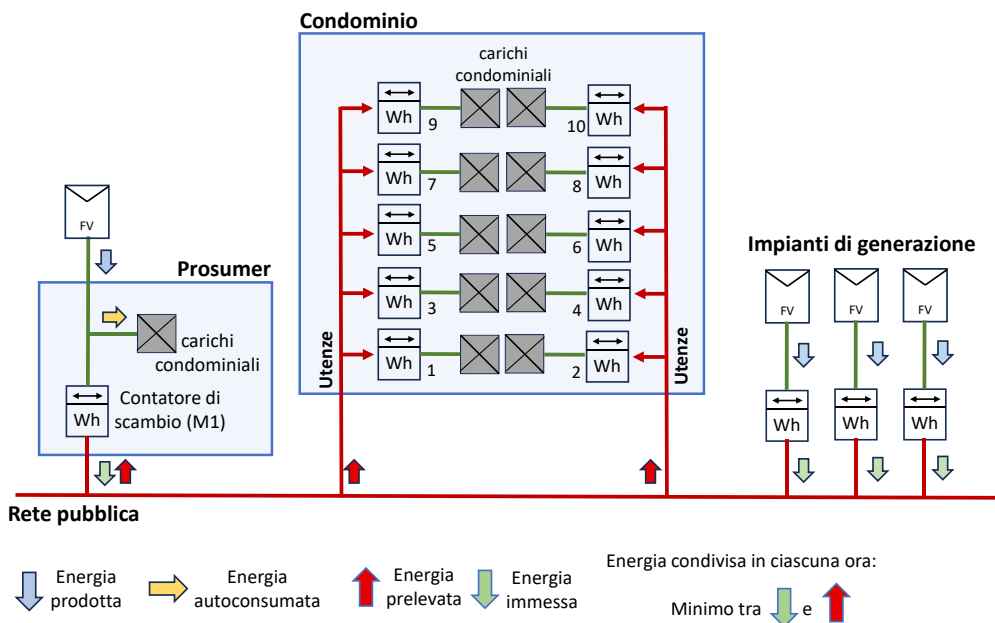 Condominio
carichi
condominiali
Wh
9
Wh
10
Wh
7
Wh
8
Wh
5
Wh
6
Wh
3
Wh
4
Wh
1
Wh
2
Utenze
Utenze
FV
Prosumer
carichi
condominiali
Contatore di
scambio (M1)
Wh
Impianti di generazione
FV
FV
FV
Wh
Wh
Wh
Rete pubblica
Energia
prodotta
Energia
autoconsumata
Energia
prelevata
Energia
immessa
Energia condivisa in ciascuna ora:
Minimo tra e